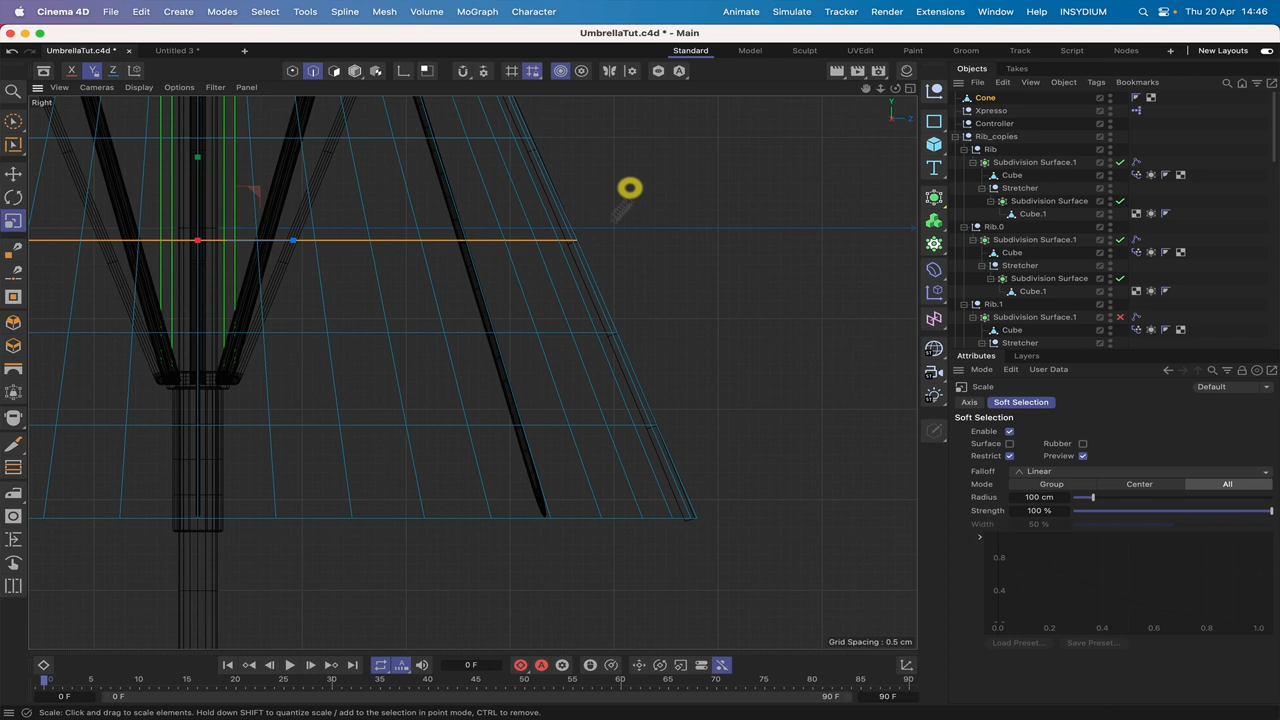 Cinema 4D File Edit Create Modes Select Tools Spline Mesh Volume MoGraph Character Animate Simulate Tracker Render Extensions Window Help INSYDIUM Thu 20 Apr 14:46
UmbrellaTut.c4d * - Main
UmbrellaTut.c4d * × Untitled 3 * + Standard Model Sculpt UVEdit Paint Groom Track Script Nodes + New Layouts
X Y Z
Objects Takes
View Cameras Display Options Filter Panel
File Edit View Object Tags Bookmarks
Right
Y
Z
Cone
Xpresso
Controller
Rib_copies
Rib
Subdivision Surface.1
Cube
Stretcher
Subdivision Surface
Cube.1
Rib.0
Subdivision Surface.1
Cube
Stretcher
Subdivision Surface
Cube.1
Rib.1
Subdivision Surface.1
Cube
Stretcher
Attributes Layers
Mode Edit User Data
Scale Default
Axis Soft Selection
Soft Selection
Enable
Surface Rubber
Restrict Preview
Falloff Linear
Mode Group Center All
Radius 100 cm
Strength 100 %
Width 50 %
0.8
0.4
0.0 0.2 0.4 0.6 0.8 1.0
Load Preset... Save Preset...
ST
ST
ST
Grid Spacing : 0.5 cm
0 F
0 5 10 15 20 25 30 35 40 45 50 55 60 65 70 75 80 85 90
0 F 0 F 90 F 90 F
Scale: Click and drag to scale elements. Hold down SHIFT to quantize scale / add to the selection in point mode, CTRL to remove.